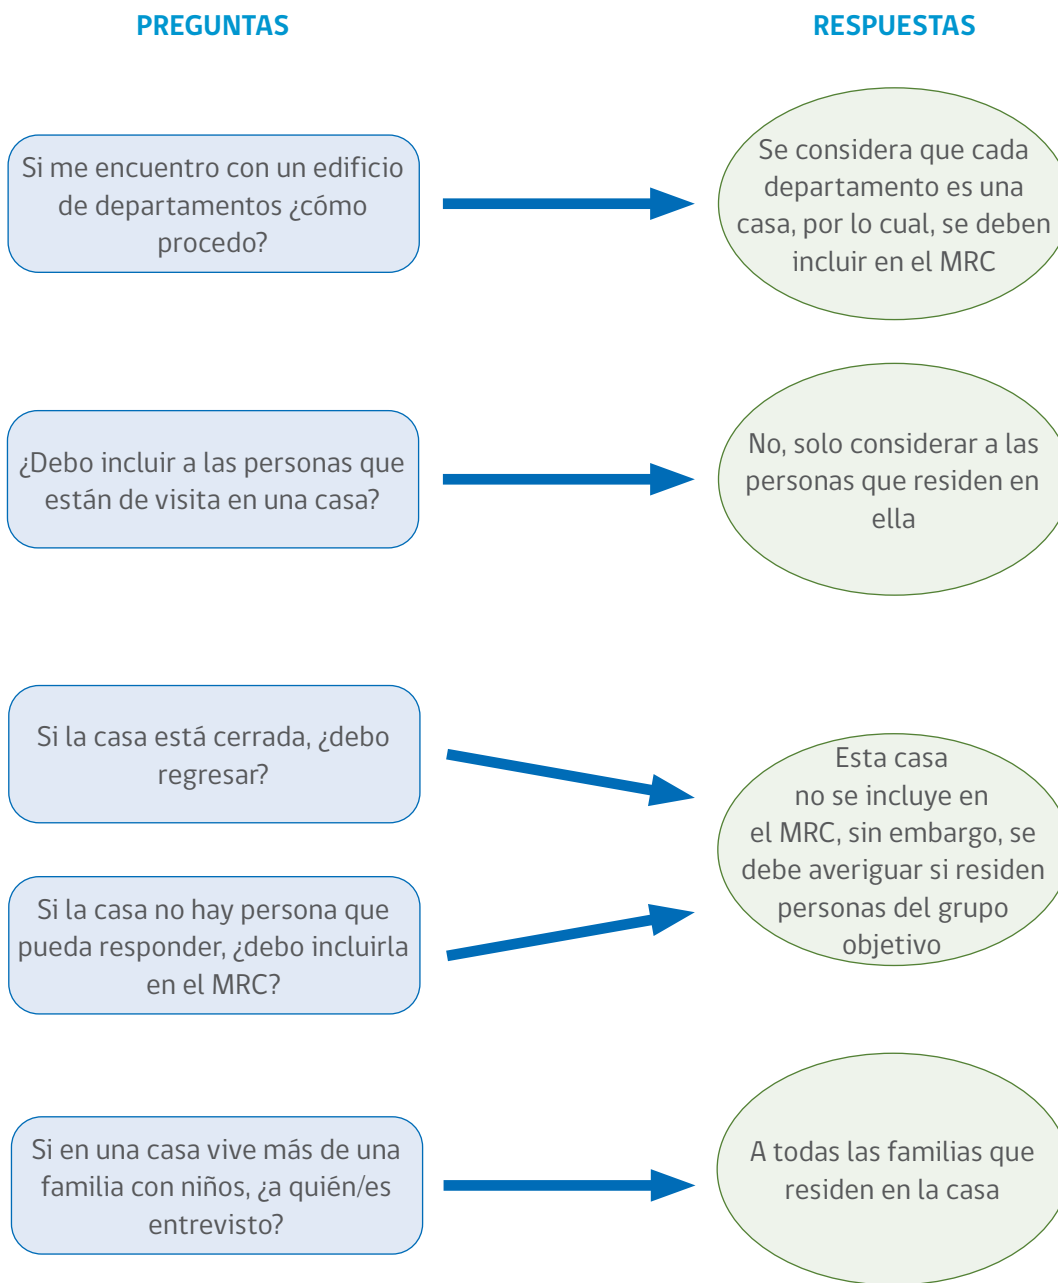 PREGUNTAS
RESPUESTAS
Si me encuentro con un edificio
de departamentos ¿cómo
procedo?
Se considera que cada
departamento es una
casa, por lo cual, se deben
incluir en el MRC
¿Debo incluir a las personas que
están de visita en una casa?
No, solo considerar a las
personas que residen en
ella
Si la casa está cerrada, ¿debo
regresar?
Si la casa no hay persona que
pueda responder, ¿debo incluirla
en el MRC?
Esta casa
no se incluye en
el MRC, sin embargo, se
debe averiguar si residen
personas del grupo
objetivo
Si en una casa vive más de una
familia con niños, ¿a quién/es
entrevisto?
A todas las familias que
residen en la casa